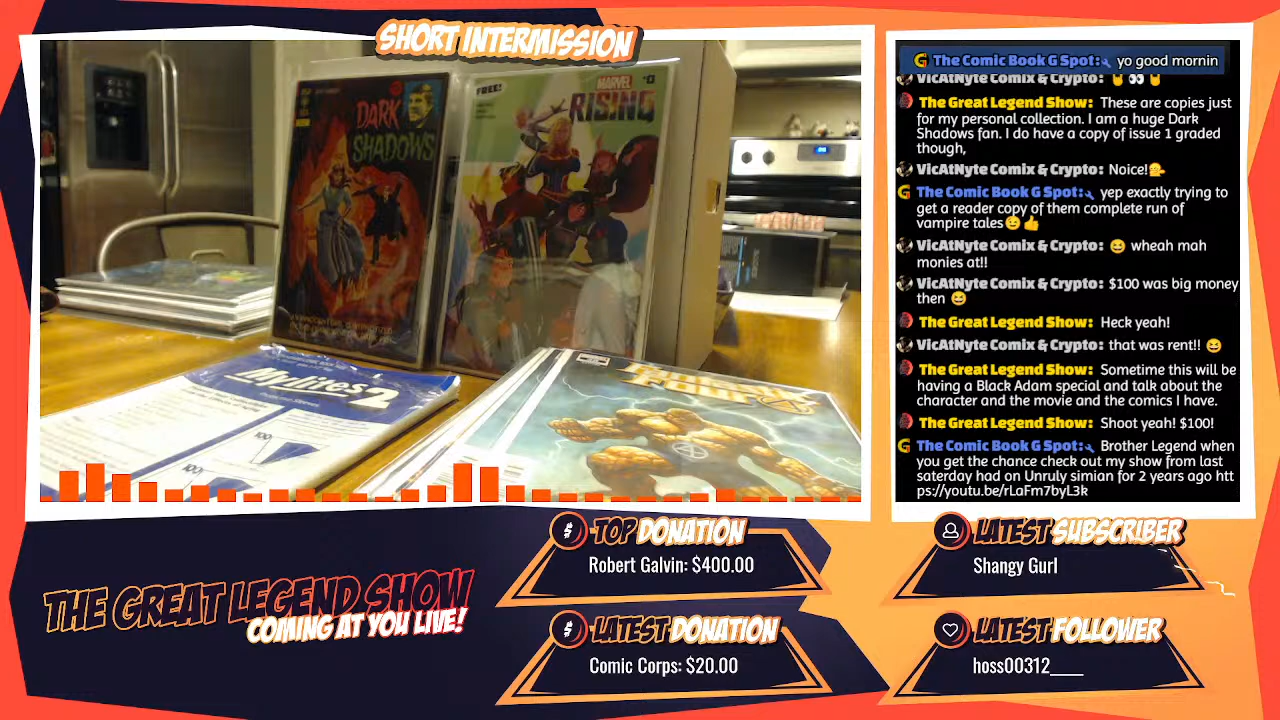 SHORT INTERMISSION
DARK
SHADOWS
FREE!
MARVEL
RISING
#0
Mylites 2
100
100
The Comic Book G Spot: yo good mornin
VicAtNyte Comix & Crypto: 🤘👀🤘
The Great Legend Show: These are copies just
for my personal collection. I am a huge Dark
Shadows fan. I do have a copy of issue 1 graded
though,
VicAtNyte Comix & Crypto: Noice!
The Comic Book G Spot: yep exactly trying to
get a reader copy of them complete run of
vampire tales😉👍
VicAtNyte Comix & Crypto: 😆 wheah mah
monies at!!
VicAtNyte Comix & Crypto: $100 was big money
then 😆
The Great Legend Show: Heck yeah!
VicAtNyte Comix & Crypto: that was rent!! 😆
The Great Legend Show: Sometime this will be
having a Black Adam special and talk about the
character and the movie and the comics I have.
The Great Legend Show: Shoot yeah! $100!
The Comic Book G Spot: Brother Legend when
you get the chance check out my show from last
saterday had on Unruly simian for 2 years ago htt
ps://youtu.be/rLaFm7byL3k
THE GREAT LEGEND SHOW
COMING AT YOU LIVE!
TOP DONATION
Robert Galvin: $400.00
LATEST DONATION
Comic Corps: $20.00
LATEST SUBSCRIBER
Shangy Gurl
LATEST FOLLOWER
hoss00312____